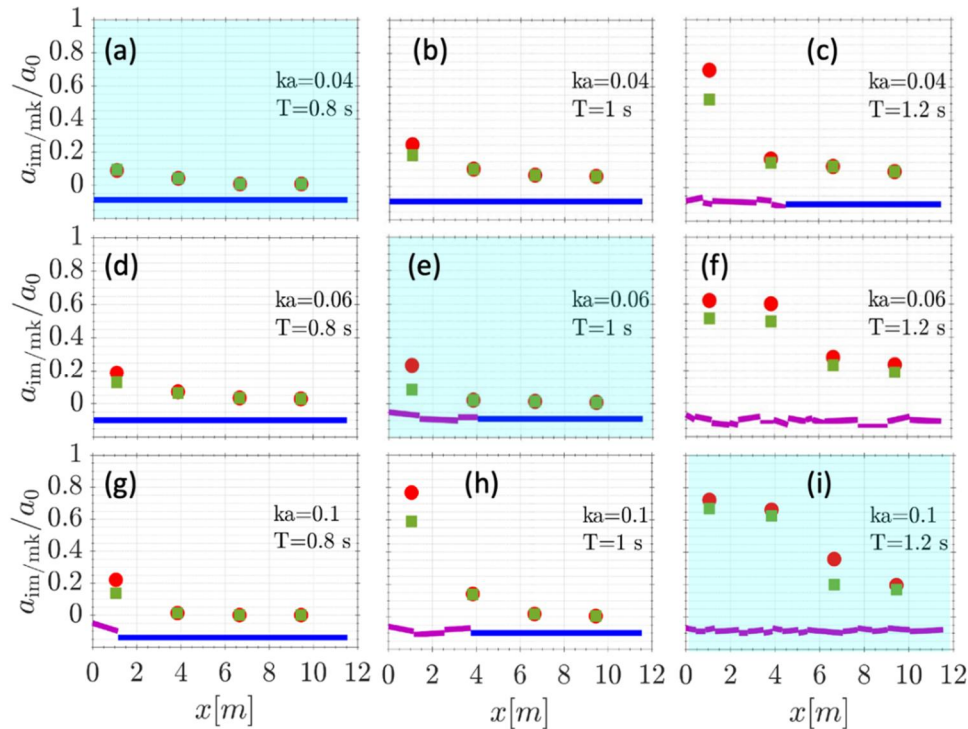 a_im/mk/a_0
1
0.8
0.6
0.4
0.2
0
(a)
ka=0.04
T=0.8 s
(b)
ka=0.04
T=1 s
(c)
ka=0.04
T=1.2 s
a_im/mk/a_0
1
0.8
0.6
0.4
0.2
0
(d)
ka=0.06
T=0.8 s
(e)
ka=0.06
T=1 s
(f)
ka=0.06
T=1.2 s
a_im/mk/a_0
1
0.8
0.6
0.4
0.2
0
(g)
ka=0.1
T=0.8 s
(h)
ka=0.1
T=1 s
(i)
ka=0.1
T=1.2 s
0 2 4 6 8 10 12
0 2 4 6 8 10 12
0 2 4 6 8 10 12
x[m]
x[m]
x[m]